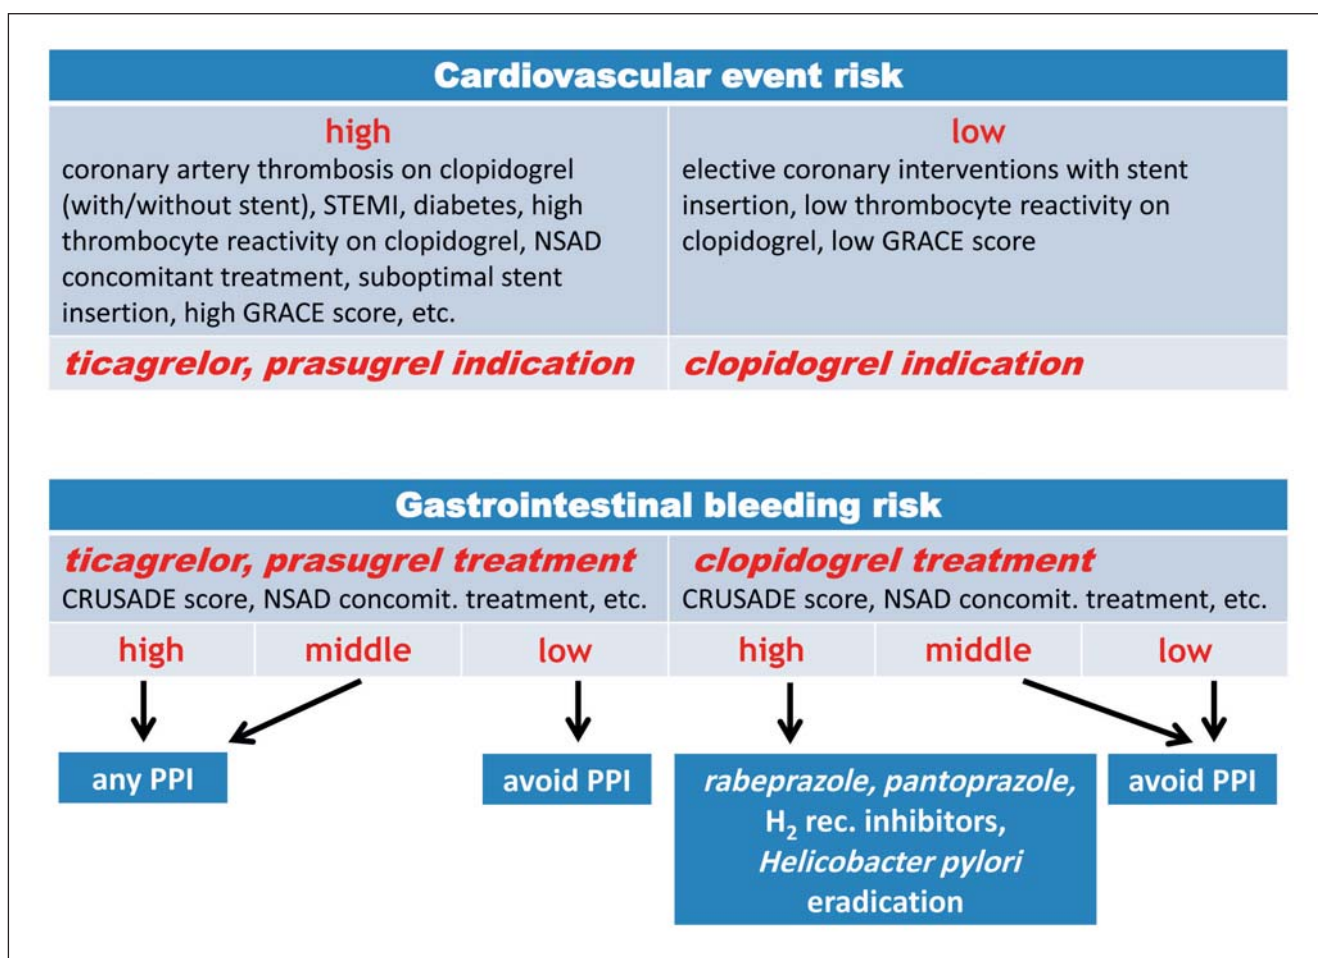 Cardiovascular event risk
high
coronary artery thrombosis on clopidogrel
(with/without stent), STEMI, diabetes, high
thrombocyte reactivity on clopidogrel, NSAD
concomitant treatment, suboptimal stent
insertion, high GRACE score, etc.
low
elective coronary interventions with stent
insertion, low thrombocyte reactivity on
clopidogrel, low GRACE score
ticagrelor, prasugrel indication
clopidogrel indication
Gastrointestinal bleeding risk
ticagrelor, prasugrel treatment
CRUSADE score, NSAD concomit. treatment, etc.
clopidogrel treatment
CRUSADE score, NSAD concomit. treatment, etc.
high middle low high middle low
any PPI
avoid PPI
rabeprazole, pantoprazole,
H₂ rec. inhibitors,
Helicobacter pylori
eradication
avoid PPI